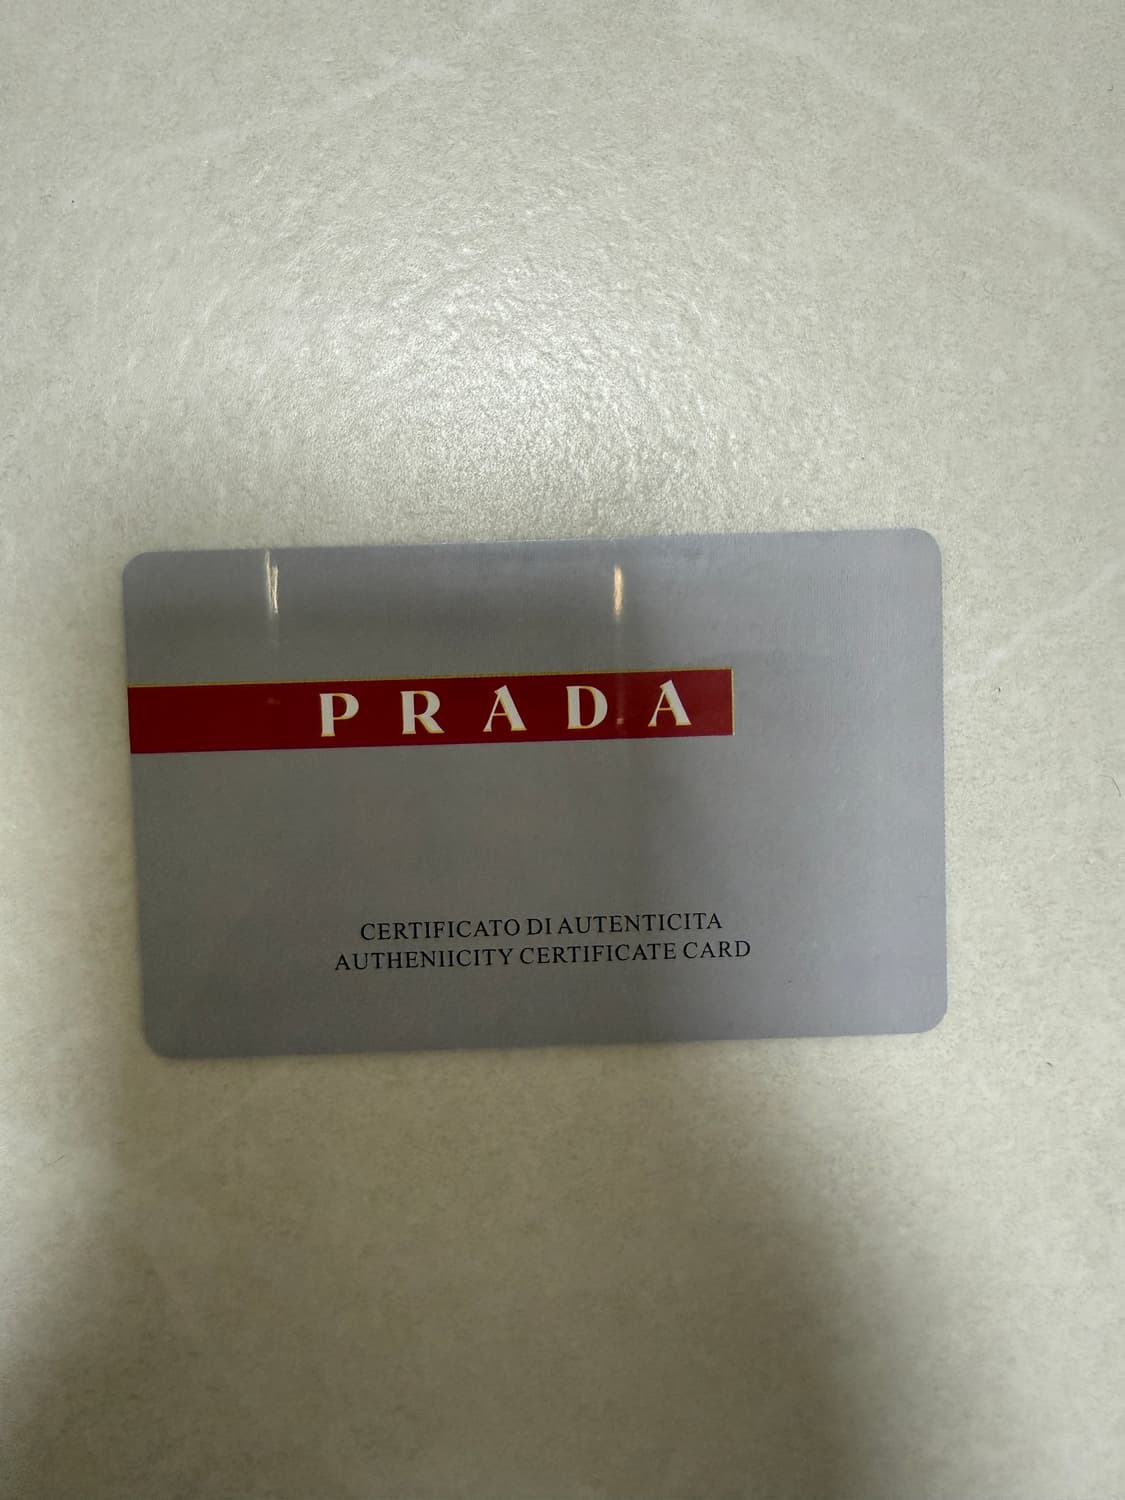 PRADA
CERTIFICATO DI AUTENTICITA
AUTHENIICITY CERTIFICATE CARD